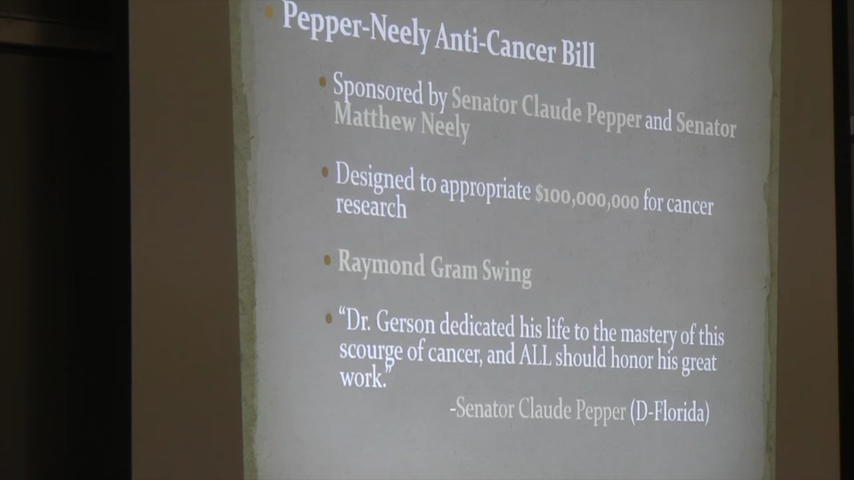 Pepper-Neely Anti-Cancer Bill
Sponsored by Senator Claude Pepper and Senator
Matthew Neely
Designed to appropriate $100,000,000 for cancer
research
Raymond Gram Swing
“Dr. Gerson dedicated his life to the mastery of this
scourge of cancer, and ALL should honor his great
work.”
-Senator Claude Pepper (D-Florida)